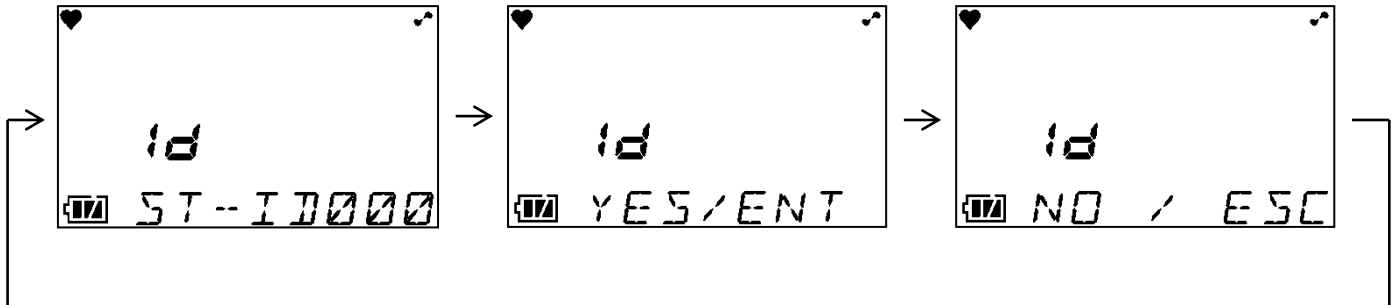 Id
ST-ID000
Id
YES/ENT
Id
NO / ESC